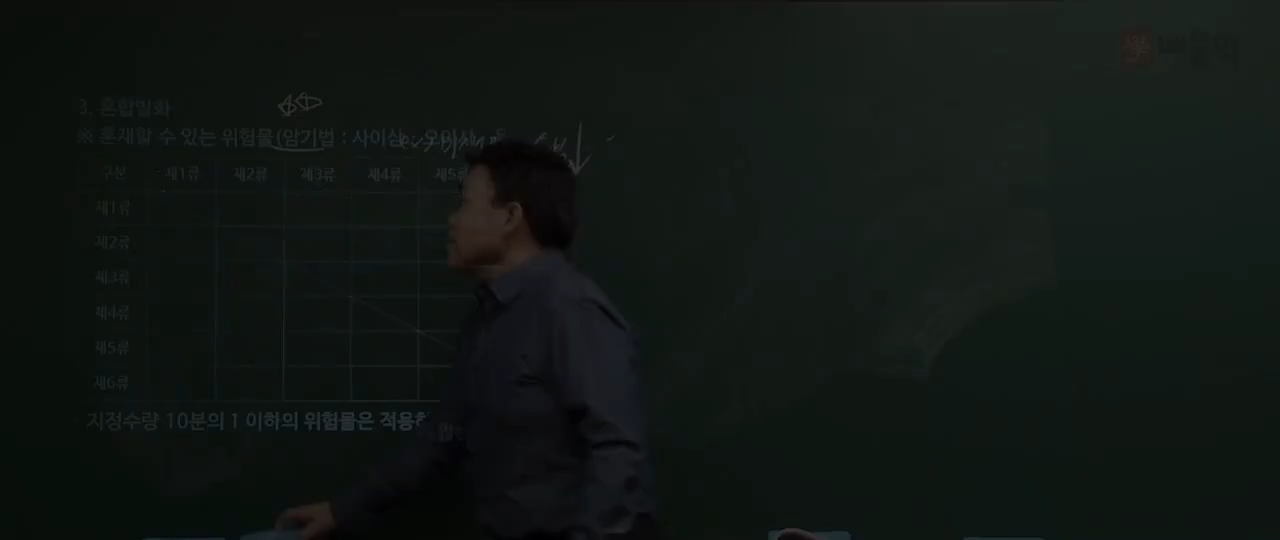 3. 혼합발화
※ 혼재할 수 있는 위험물(암기법 : 사이삼
구분 제1류 제2류 제3류 제4류 제5류
제1류
제2류
제3류
제4류
제5류
제6류
지정수량 10분의 1 이하의 위험물은 적용하